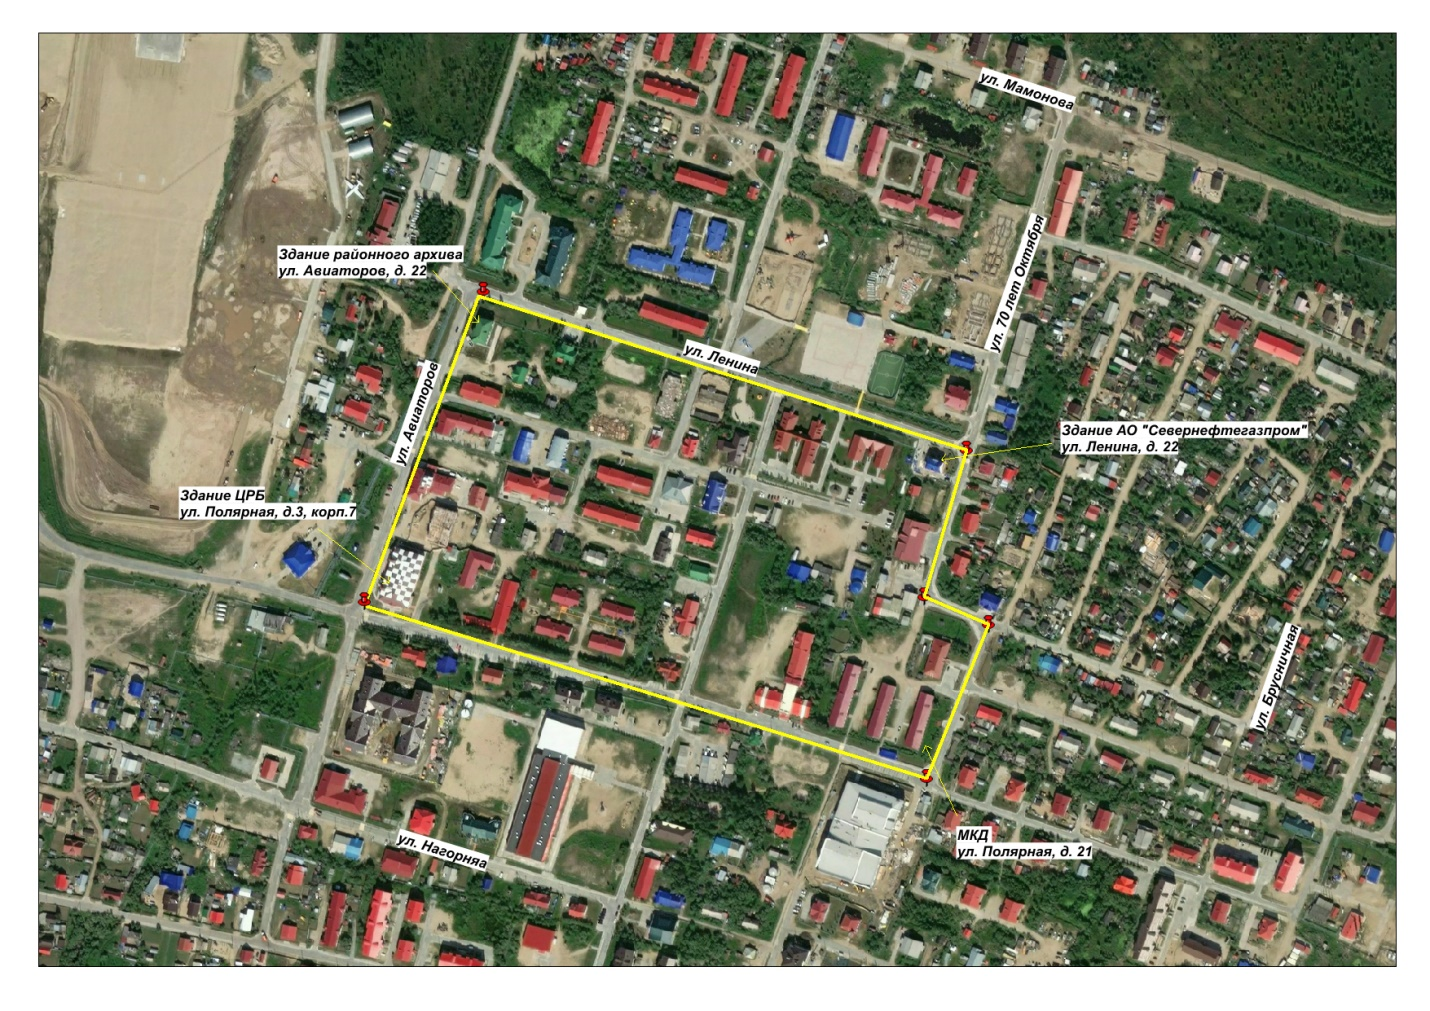 ул. Мамонова
ул. 70 лет Октября
Здание районного архива
ул. Авиаторов, д. 22
ул. Ленина
ул. Авиаторов
Здание АО "Севернефтегазпром"
ул. Ленина, д. 22
Здание ЦРБ
ул. Полярная, д.3, корп.7
ул. Брусничная
МКД
ул. Полярная, д. 21
ул. Нагорняа